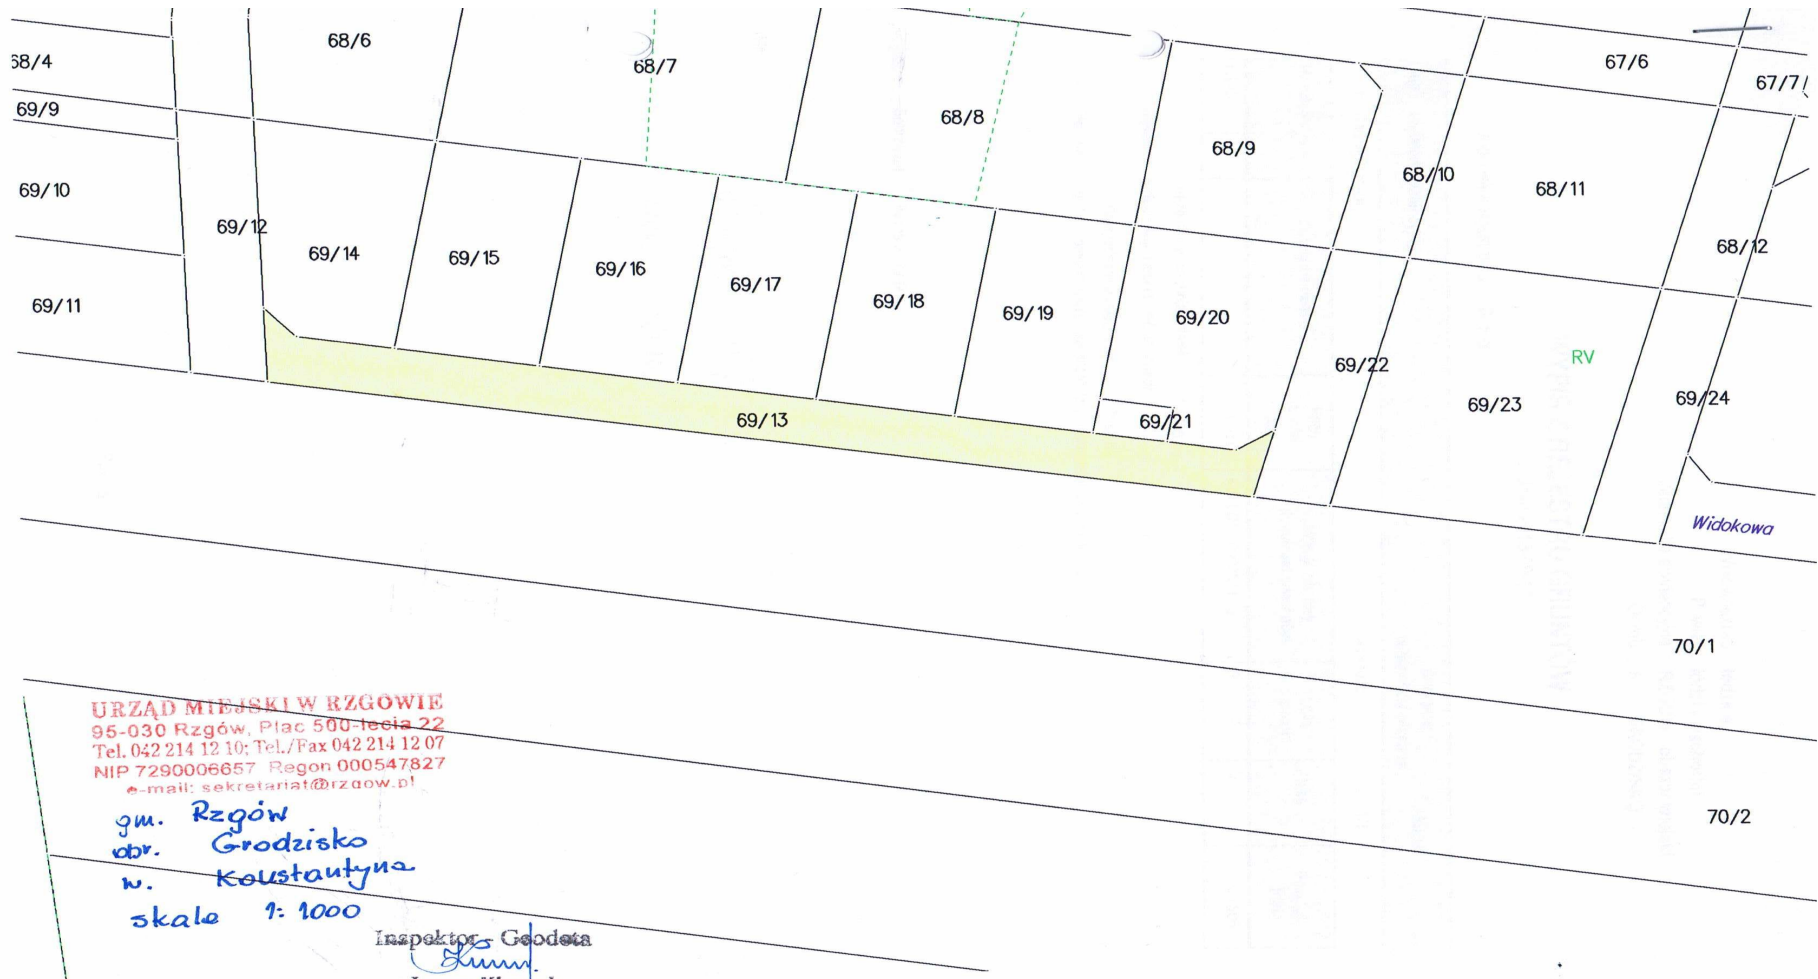 68/6
68/4
68/7
67/6
67/7
69/9
68/8
68/9
68/10
68/11
69/10
69/12
68/12
69/14
69/15
69/16
69/17
69/18
69/19
69/20
69/11
69/22
RV
69/23
69/24
69/13
69/21
Widokowa
70/1
70/2
URZĄD MIEJSKI W RZGOWIE
95-030 Rzgów, Plac 500-lecia 22
Tel. 042 214 12 10; Tel./Fax 042 214 12 07
NIP 7290006657 Regon 000547827
e-mail: sekretariat@rzgow.pl
gm. Rzgów
obr. Grodzisko
w. Konstantyna
skala 1: 1000
Inspektor - Geodeta